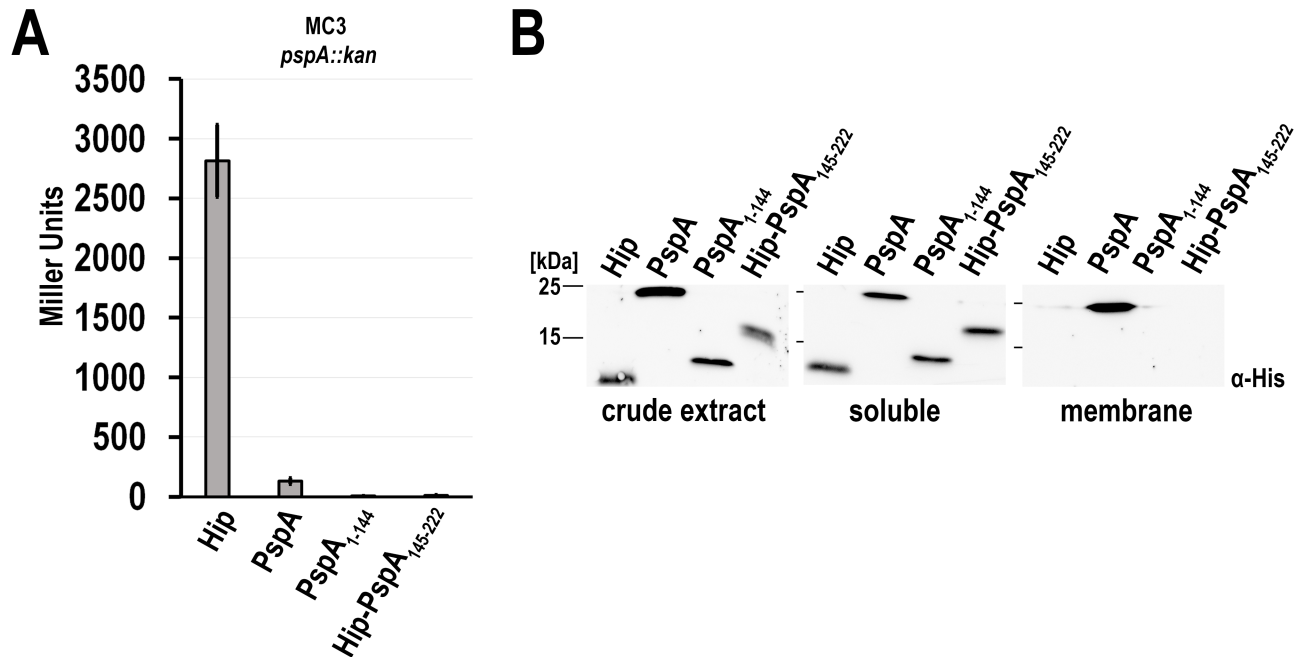 A
MC3
pspA::kan
3500
3000
2500
2000
1500
1000
500
0
Miller Units
Hip
PspA
PspA1-144
Hip-PspA145-222
B
[kDa]
25
15
Hip
PspA
PspA1-144
Hip-PspA145-222
Hip
PspA
PspA1-144
Hip-PspA145-222
Hip
PspA
PspA1-144
Hip-PspA145-222
α-His
crude extract
soluble
membrane